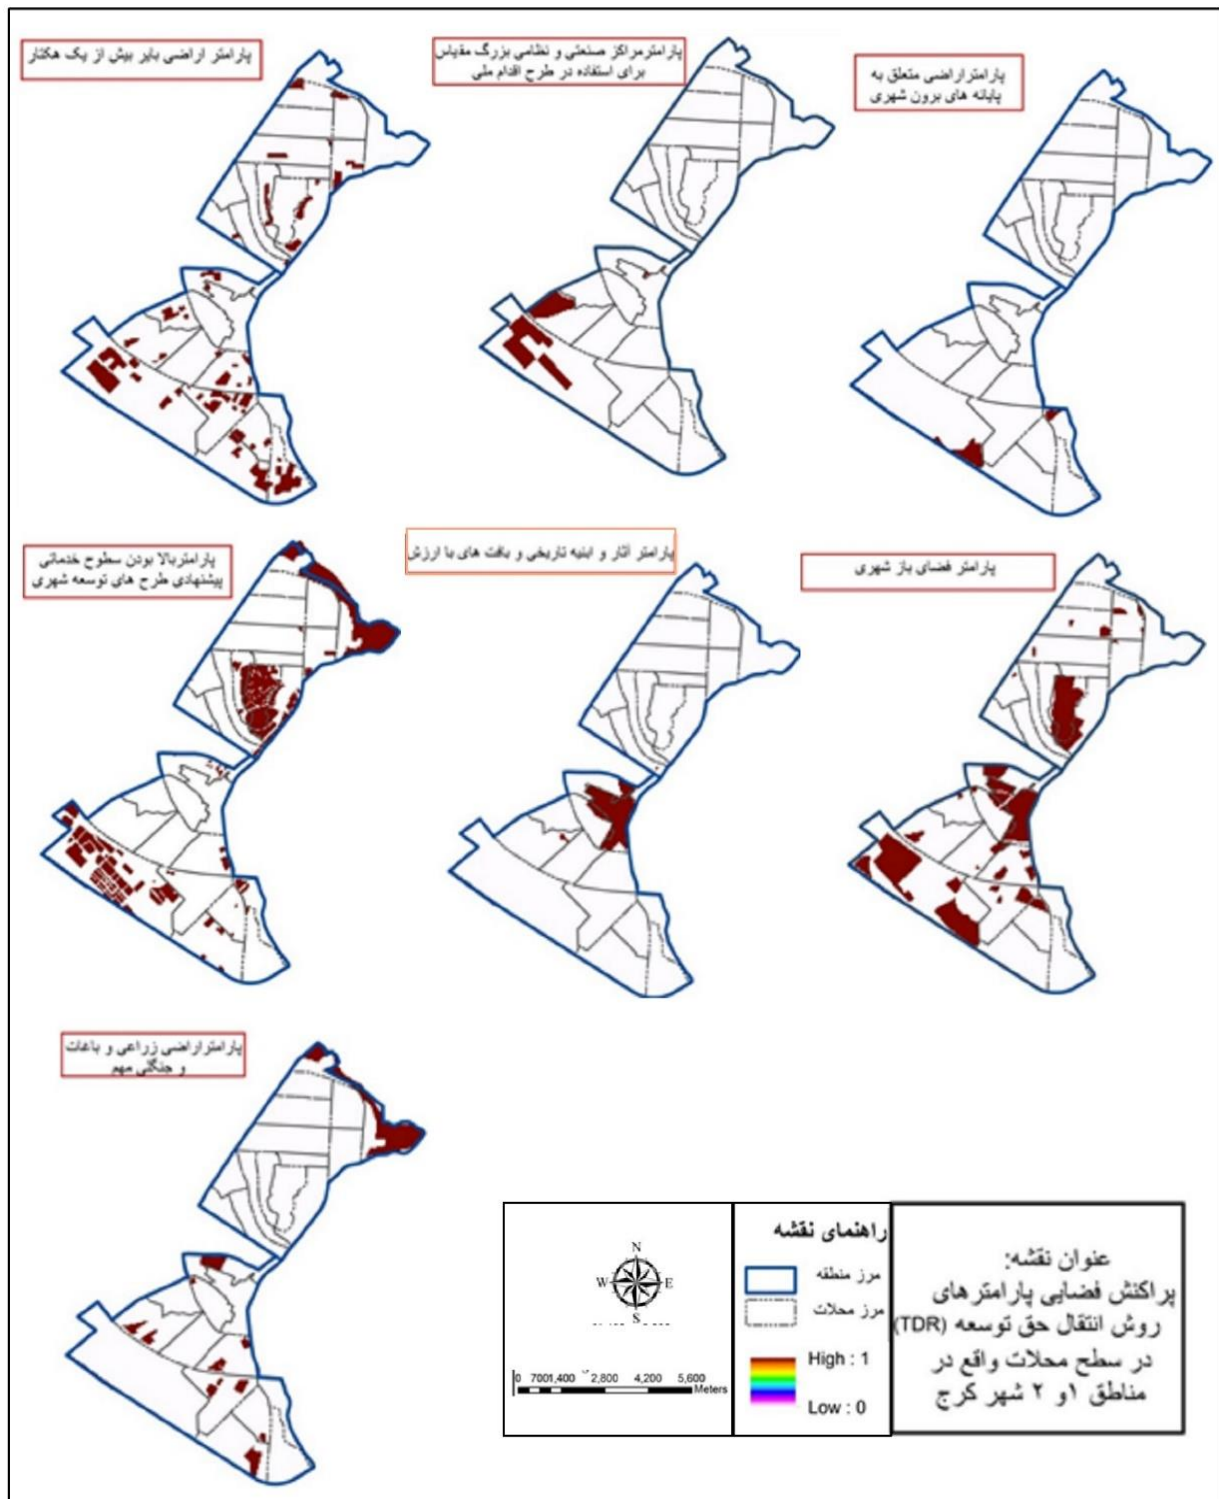 پارامتر اراضی بایر بیش از یک هکتار
پارامترمراکز صنعتی و نظامی بزرگ مقیاس
برای استفاده در طرح اقدام ملی
پارامتراراضی متعلق به
پایانه های برون شهری
پارامتربالا بودن سطوح خدماتی
پیشنهادی طرح های توسعه شهری
پارامتر آثار و ابنیه تاریخی و بافت های با ارزش
پارامتر فضای باز شهری
پارامتراراضی زراعی و باغات
و جنگلی مهم
N
W E
S
0 7001,400 2,800 4,200 5,600
Meters
راهنمای نقشه
مرز منطقه
مرز محلات
High : 1
Low : 0
عنوان نقشه:
پراکنش فضایی پارامترهای
روش انتقال حق توسعه (TDR)
در سطح محلات واقع در
مناطق ۱و ۲ شهر کرج